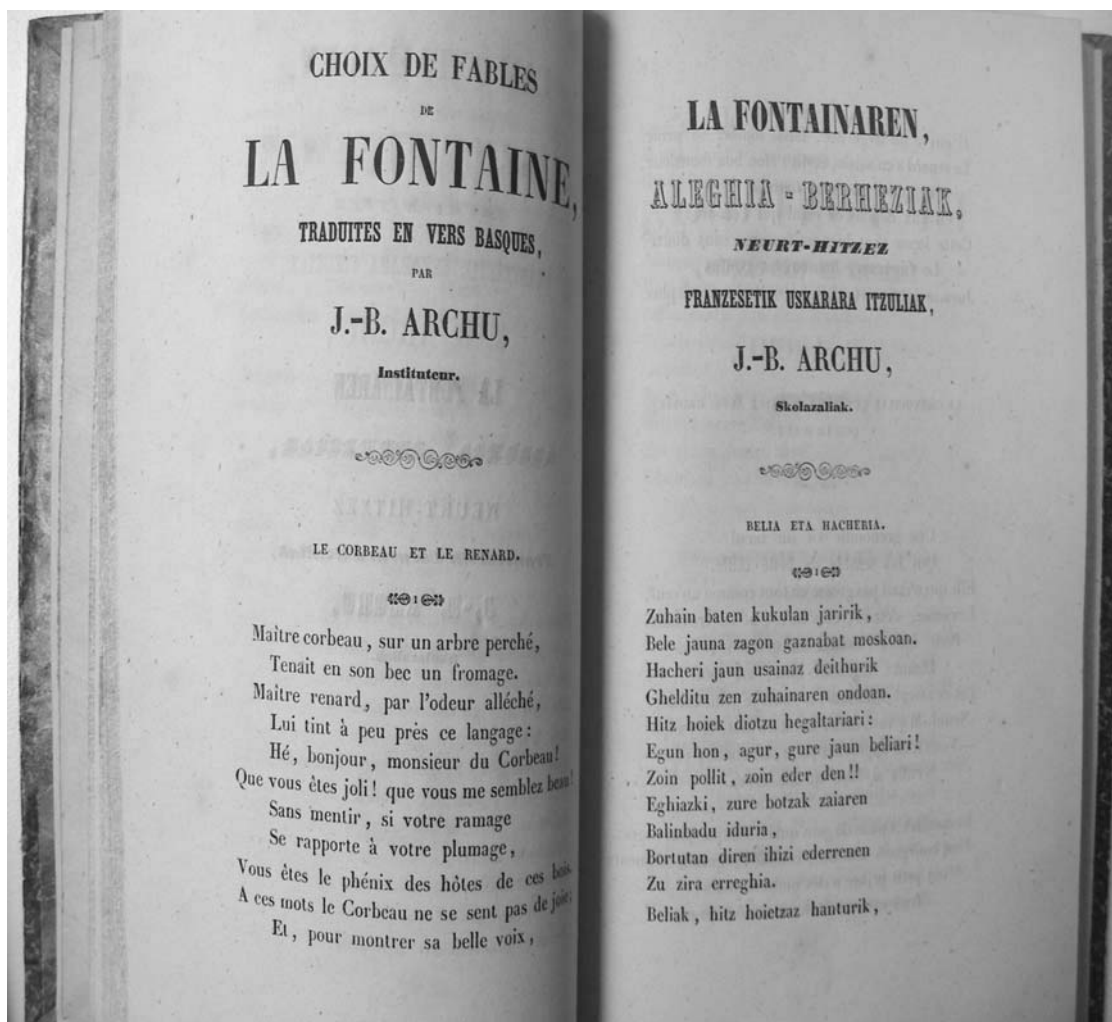 CHOIX DE FABLES
DE
LA FONTAINE,
TRADUITES EN VERS BASQUES,
PAR
J.-B. ARCHU,
Instituteur.
LE CORBEAU ET LE RENARD.
Maître corbeau, sur un arbre perché,
Tenait en son bec un fromage.
Maître renard, par l'odeur alléché,
Lui tint à peu près ce langage:
Hé, bonjour, monsieur du Corbeau!
Que vous êtes joli! que vous me semblez beau!
Sans mentir, si votre ramage
Se rapporte à votre plumage,
Vous êtes le phénix des hôtes de ces bois.
A ces mots le Corbeau ne se sent pas de joie;
Et, pour montrer sa belle voix,
LA FONTAINAREN,
ALEGHIA-BERHEZIAK,
NEURT-HITZEZ
FRANZESETIK USKARARA ITZULIAK,
J.-B. ARCHU,
Skolazaliak.
BELIA ETA HACHERIA.
Zuhain baten kukulan jaririk,
Bele jauna zagon gaznabat moskoan.
Hacheri jaun usainaz deithurik
Ghelditu zen zuhainaren ondoan.
Hitz hoiek diotzu hegaltariari:
Egun hon, agur, gure jaun beliari!
Zoin pollit, zoin eder den!!
Eghiazki, zure botzak zaiaren
Balinbadu iduria,
Bortutan diren ihizi ederrenen
Zu zira erreghia.
Beliak, hitz hoietzaz hanturik,